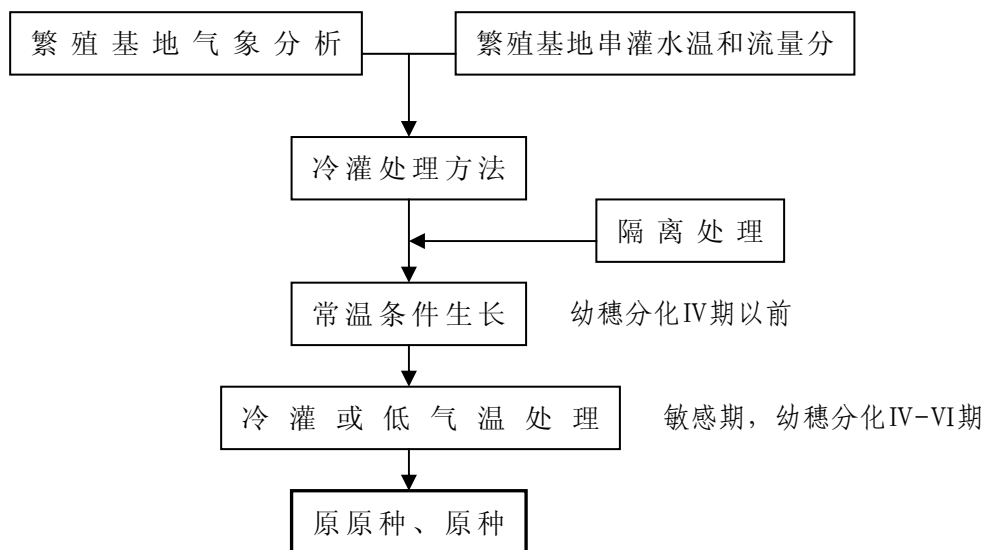 繁殖基地气象分析
繁殖基地串灌水温和流量分
冷灌处理方法
隔离处理
常温条件生长
幼穗分化Ⅳ期以前
冷灌或低气温处理
敏感期，幼穗分化Ⅳ-Ⅵ期
原原种、原种